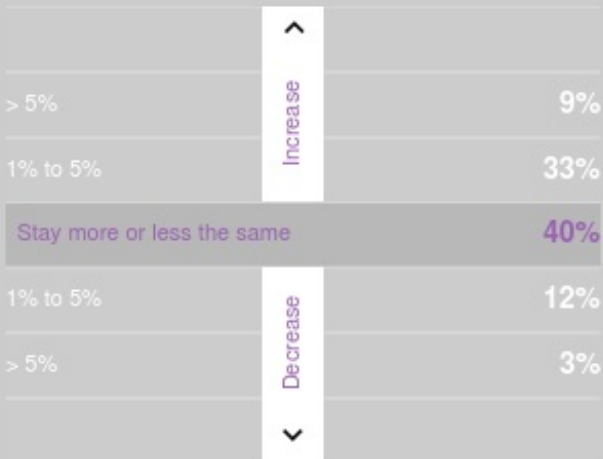 Increase
> 5% 9%
1% to 5% 33%
Stay more or less the same 40%
Decrease
1% to 5% 12%
> 5% 3%